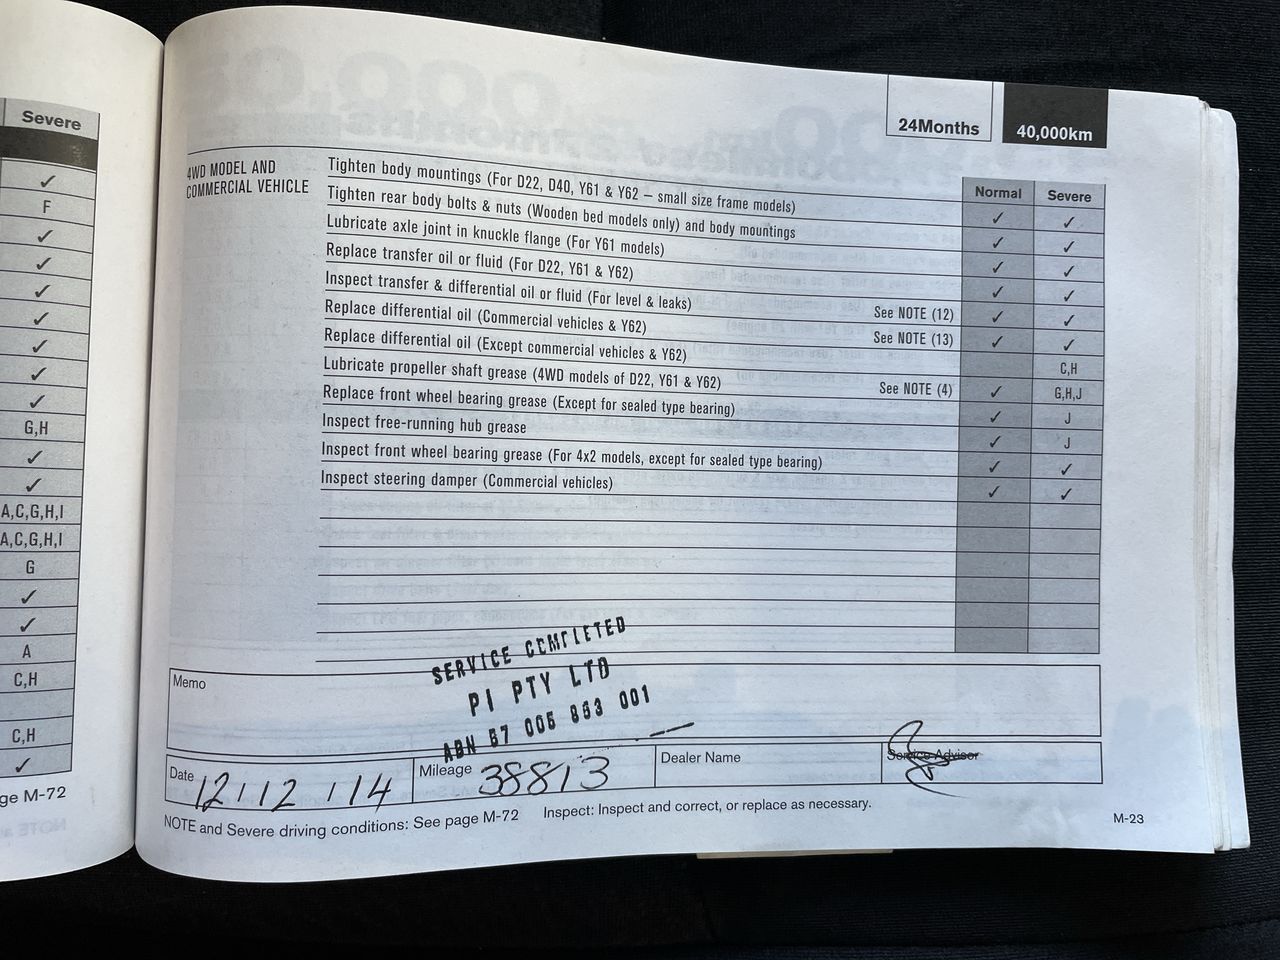 Severe
✓
F
✓
✓
✓
✓
✓
✓
✓
G,H
✓
✓
A,C,G,H,I
A,C,G,H,I
G
✓
✓
A
C,H
C,H
✓
ge M-72
24Months 40,000km
4WD MODEL AND
COMMERCIAL VEHICLE
Normal Severe
Tighten body mountings (For D22, D40, Y61 & Y62 – small size frame models) ✓ ✓
Tighten rear body bolts & nuts (Wooden bed models only) and body mountings ✓ ✓
Lubricate axle joint in knuckle flange (For Y61 models) ✓ ✓
Replace transfer oil or fluid (For D22, Y61 & Y62) ✓ ✓
Inspect transfer & differential oil or fluid (For level & leaks) See NOTE (12) ✓ ✓
Replace differential oil (Commercial vehicles & Y62) See NOTE (13) ✓ ✓
Replace differential oil (Except commercial vehicles & Y62) C,H
Lubricate propeller shaft grease (4WD models of D22, Y61 & Y62) See NOTE (4) ✓ G,H,J
Replace front wheel bearing grease (Except for sealed type bearing) ✓ J
Inspect free-running hub grease ✓ J
Inspect front wheel bearing grease (For 4x2 models, except for sealed type bearing) ✓ ✓
Inspect steering damper (Commercial vehicles) ✓ ✓
SERVICE COMPLETED
Memo
PI PTY LTD
ABN 67 005 863 001
Date 12/12/14 Mileage 38813 Dealer Name Service Advisor
NOTE and Severe driving conditions: See page M-72 Inspect: Inspect and correct, or replace as necessary.
M-23